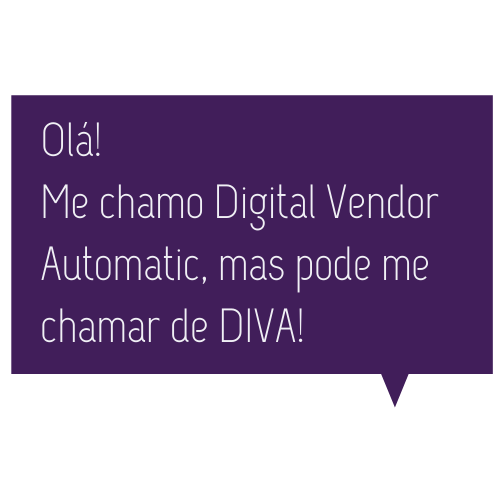 Olá!
Me chamo Digital Vendor
Automatic, mas pode me
chamar de DIVA!